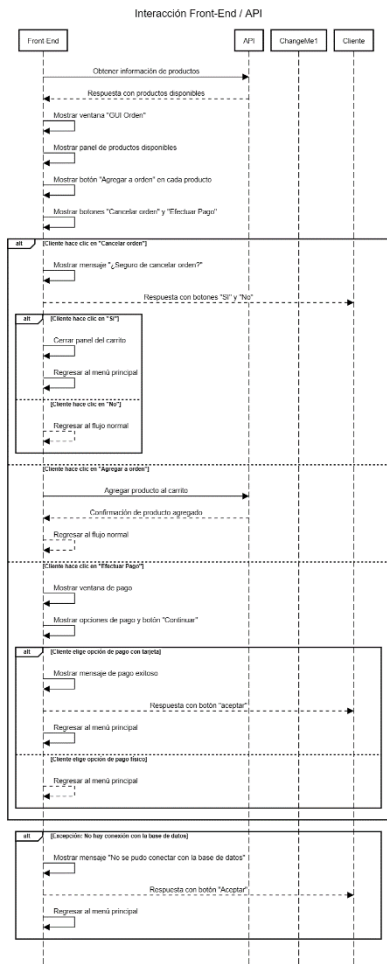 Interacción Front-End / API
Front-End
API
ChangeMe1
Cliente
Obtener información de productos
Respuesta con productos disponibles
Mostrar ventana "GUI Orden"
Mostrar panel de productos disponibles
Mostrar botón "Agregar a orden" en cada producto
Mostrar botones "Cancelar orden" y "Efectuar Pago"
alt
[Cliente hace clic en "Cancelar orden"]
Mostrar mensaje "¿Seguro de cancelar orden?"
Respuesta con botones "Sí" y "No"
alt
[Cliente hace clic en "Sí"]
Cerrar panel del carrito
Regresar al menú principal
[Cliente hace clic en "No"]
Regresar al flujo normal
[Cliente hace clic en "Agregar a orden"]
Agregar producto al carrito
Confirmación de producto agregado
Regresar al flujo normal
[Cliente hace clic en "Efectuar Pago"]
Mostrar ventana de pago
Mostrar opciones de pago y botón "Continuar"
alt
[Cliente elige opción de pago con tarjeta]
Mostrar mensaje de pago exitoso
Respuesta con botón "aceptar"
Regresar al menú principal
[Cliente elige opción de pago físico]
Regresar al menú principal
alt
[Excepción: No hay conexión con la base de datos]
Mostrar mensaje "No se pudo conectar con la base de datos"
Respuesta con botón "Aceptar"
Regresar al menú principal